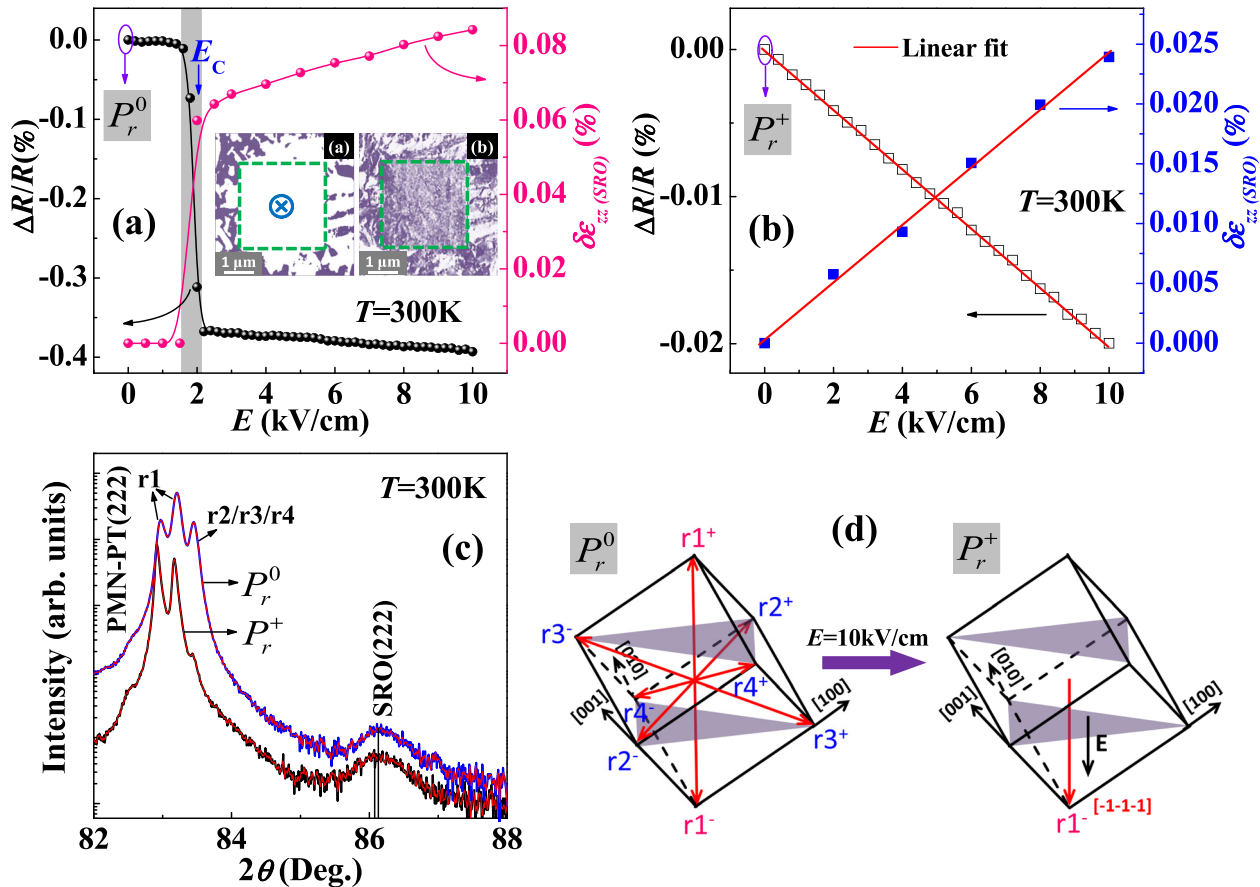 0.0
-0.1
-0.2
-0.3
-0.4
ΔR/R(%)
E_C
P_r^0
(a)
(a)
(b)
1 μm
1 μm
T=300K
0.08
0.06
0.04
0.02
0.00
δε_zz (SRO) (%)
0
2
4
6
8
10
E (kV/cm)
0.00
-0.01
-0.02
ΔR/R (%)
Linear fit
P_r^+
(b)
T=300K
0.025
0.020
0.015
0.010
0.005
0.000
δε_zz (SRO) (%)
0
2
4
6
8
10
E (kV/cm)
Intensity (arb. units)
PMN-PT(222)
r1
r2/r3/r4
T=300K
(c)
P_r^0
P_r^+
SRO(222)
82
84
86
88
2θ (Deg.)
(d)
P_r^0
r1+
r2+
r3-
[010]
r4+
[001]
[100]
r4-
r3+
r2-
r1-
E=10kV/cm
P_r^+
[010]
[001]
[100]
E
r1-
[-1-1-1]